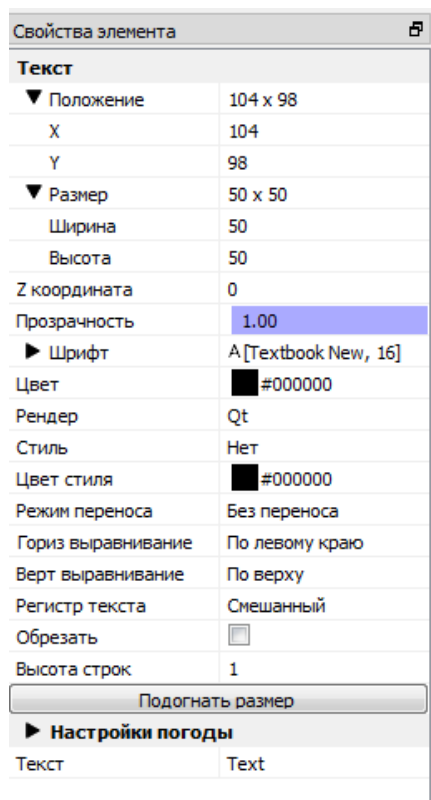 Свойства элемента
Текст
Положение 104 x 98
X 104
Y 98
Размер 50 x 50
Ширина 50
Высота 50
Z координата 0
Прозрачность 1.00
Шрифт A [Textbook New, 16]
Цвет #000000
Рендер Qt
Стиль Нет
Цвет стиля #000000
Режим переноса Без переноса
Гориз выравнивание По левому краю
Верт выравнивание По верху
Регистр текста Смешанный
Обрезать
Высота строк 1
Подогнать размер
Настройки погоды
Текст Text